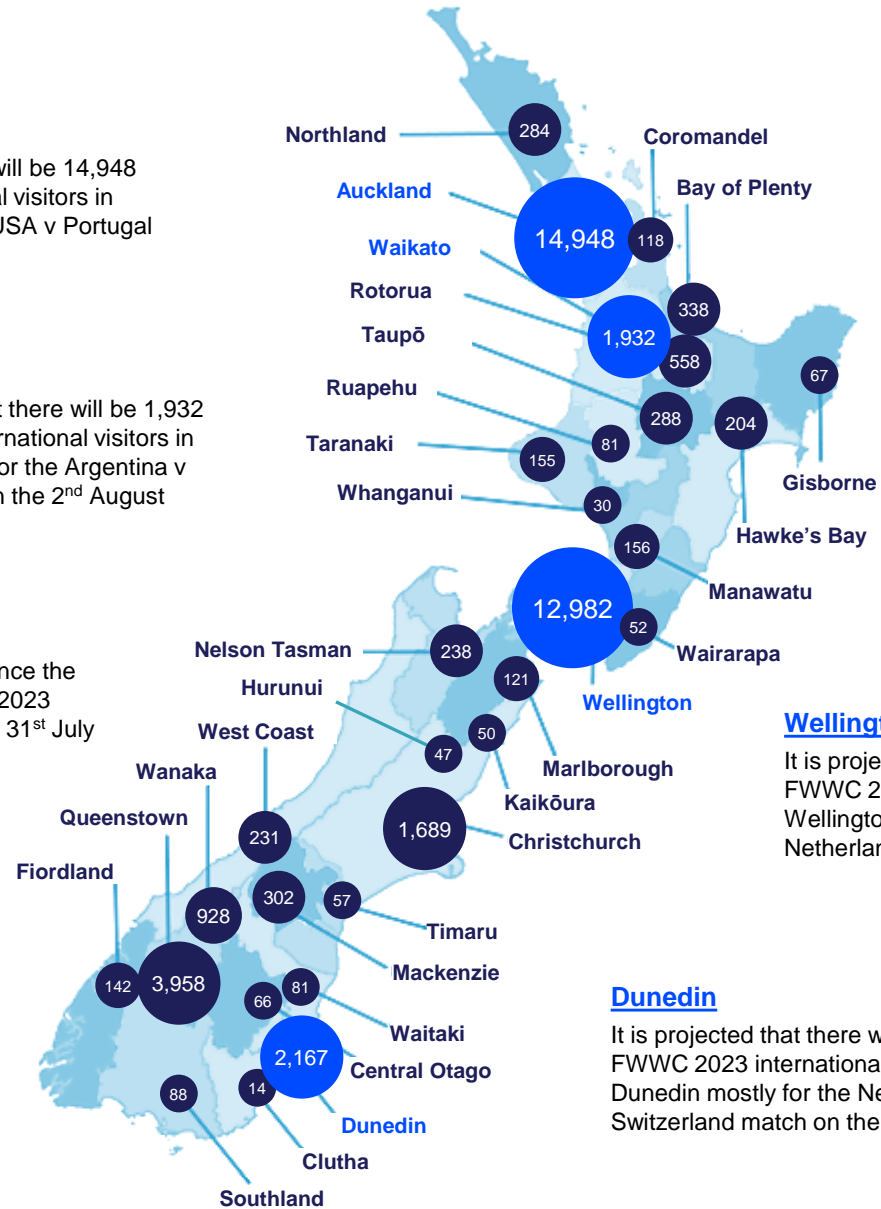 Northland
284
Coromandel
will be 14,948
al visitors in
USA v Portugal
Auckland
Bay of Plenty
14,948
118
Waikato
Rotorua
338
1,932
Taupō
558
67
Ruapehu
t there will be 1,932
ernational visitors in
or the Argentina v
n the 2nd August
288
204
81
Taranaki
155
Gisborne
Whanganui
30
Hawke's Bay
156
Manawatu
12,982
52
Nelson Tasman
238
Wairarapa
nce the
2023
31st July
Hurunui
121
Wellington
West Coast
50
47
Marlborough
Wanaka
Kaikōura
Queenstown
231
1,689
Christchurch
Wellingt
It is proje
FWWC 2
Wellingto
Netherlan
Fiordland
302
57
928
Timaru
Mackenzie
142
3,958
81
66
Waitaki
2,167
Central Otago
88
14
Dunedin
Clutha
Southland
Dunedin
It is projected that there w
FWWC 2023 international
Dunedin mostly for the Ne
Switzerland match on the